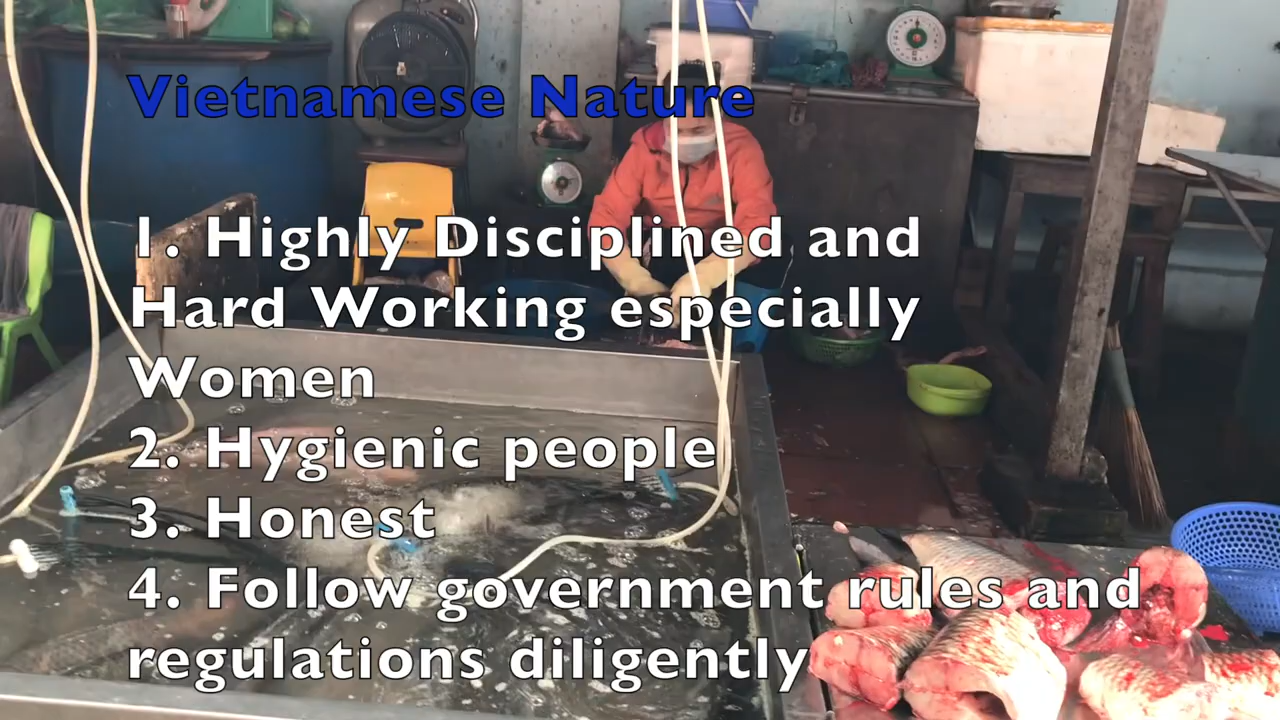 Vietnamese Nature
1. Highly Disciplined and
Hard Working especially
Women
2. Hygienic people
3. Honest
4. Follow government rules and
regulations diligently